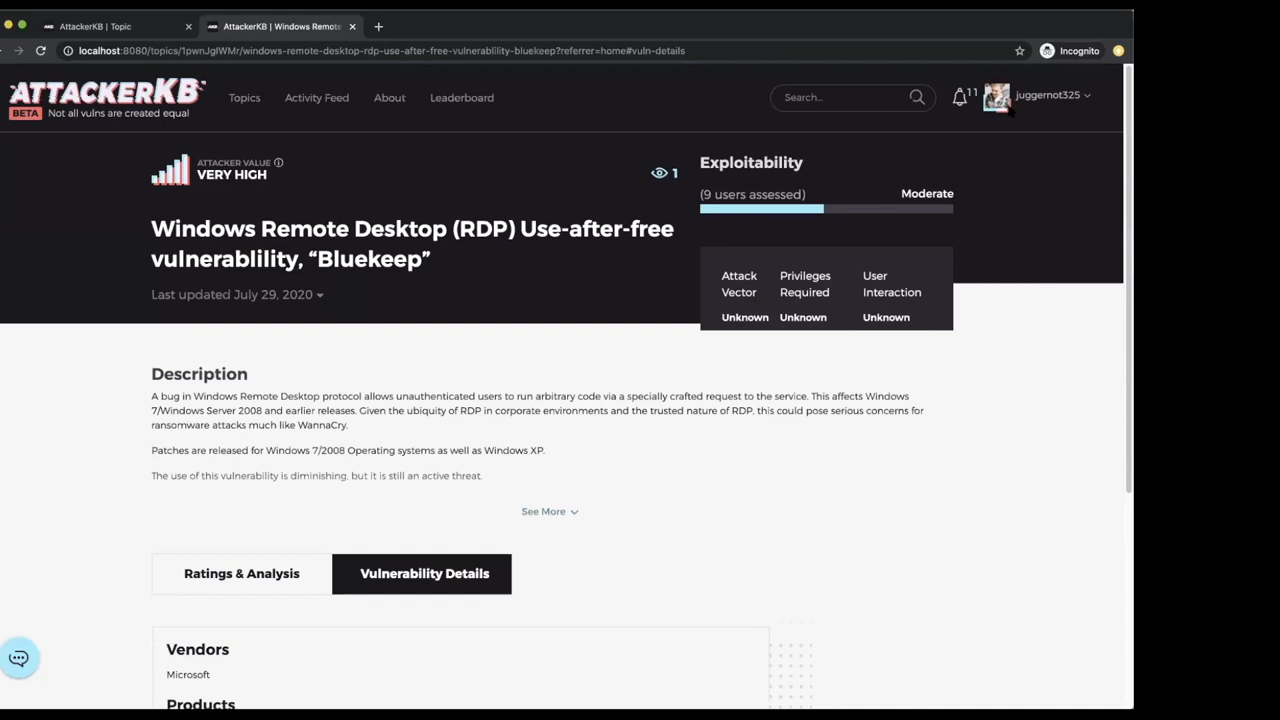 AttackerKB | Topic
AttackerKB | Windows Remote
localhost:8080/topics/1pwnJglWMr/windows-remote-desktop-rdp-use-after-free-vulnerablility-bluekeep?referrer=home#vuln-details
Incognito
ATTACKERKB
BETA Not all vulns are created equal
Topics Activity Feed About Leaderboard
Search...
11
juggernot325
ATTACKER VALUE
VERY HIGH
1
Windows Remote Desktop (RDP) Use-after-free
vulnerablility, “Bluekeep”
Last updated July 29, 2020
Exploitability
(9 users assessed) Moderate
Attack Vector
Privileges Required
User Interaction
Unknown Unknown Unknown
Description
A bug in Windows Remote Desktop protocol allows unauthenticated users to run arbitrary code via a specially crafted request to the service. This affects Windows
7/Windows Server 2008 and earlier releases. Given the ubiquity of RDP in corporate environments and the trusted nature of RDP, this could pose serious concerns for
ransomware attacks much like WannaCry.
Patches are released for Windows 7/2008 Operating systems as well as Windows XP.
The use of this vulnerability is diminishing, but it is still an active threat.
See More
Ratings & Analysis Vulnerability Details
Vendors
Microsoft
Products